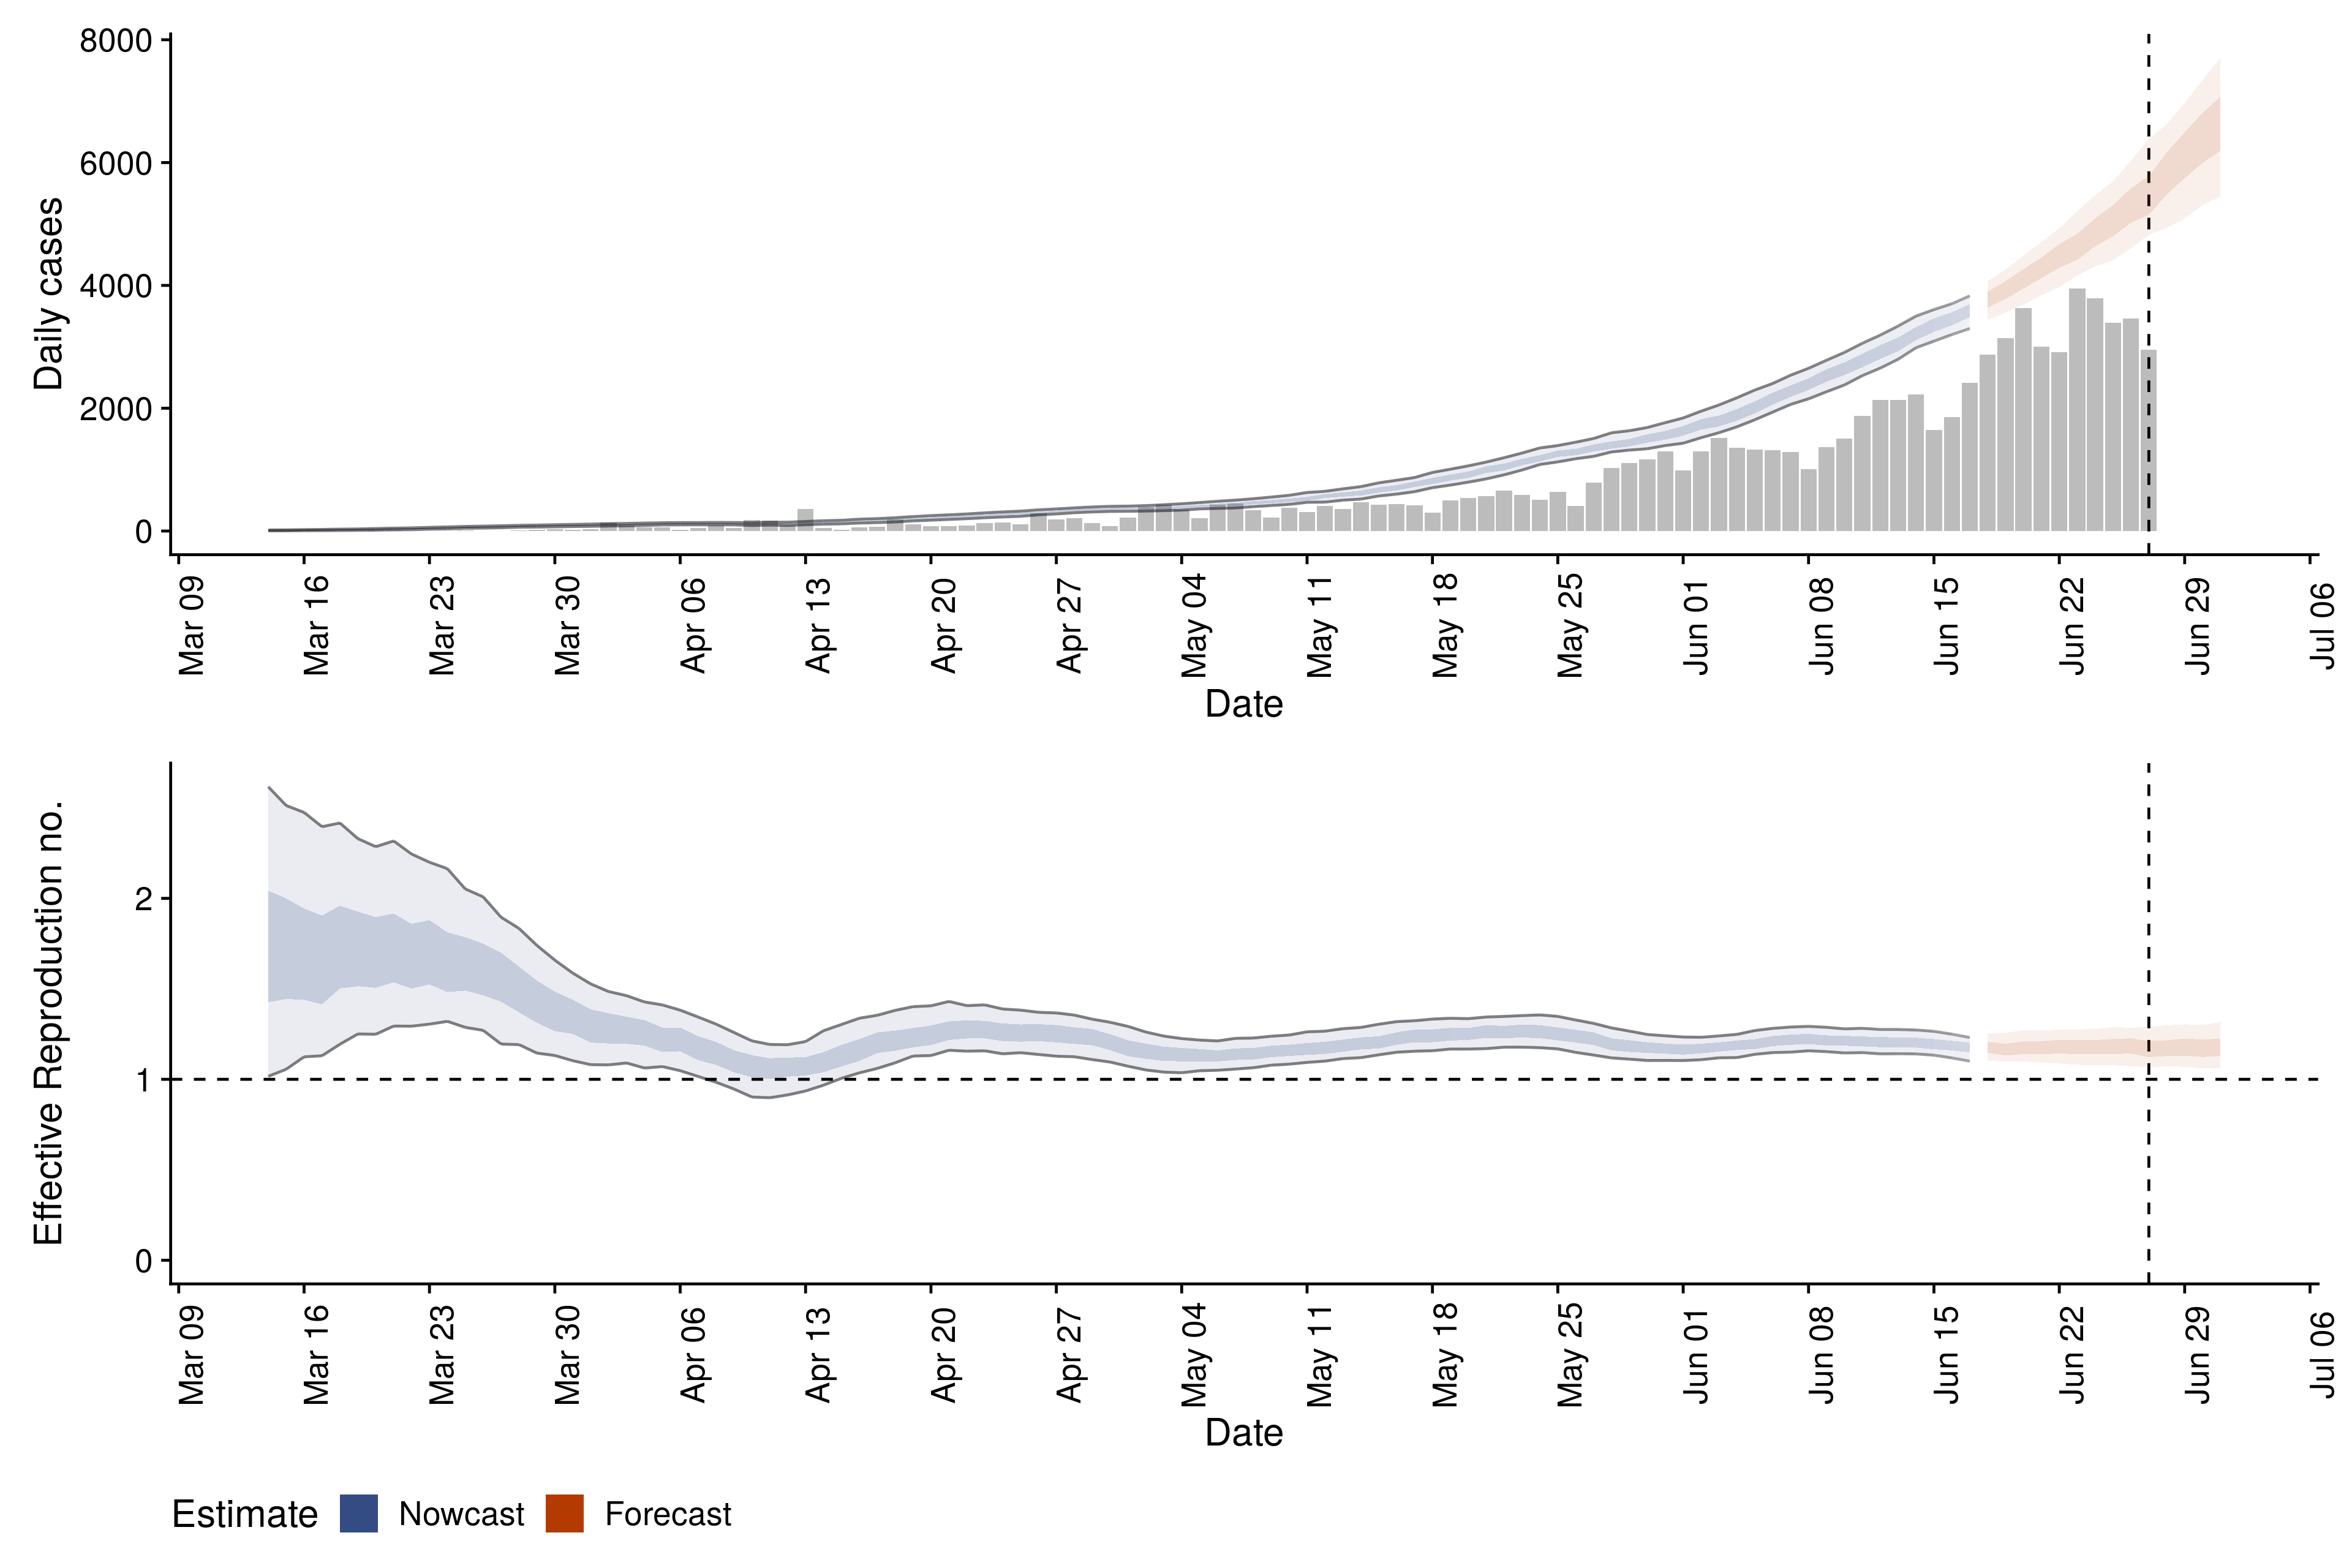 Daily cases
8000
6000
4000
2000
0
Mar 09 Mar 16 Mar 23 Mar 30 Apr 06 Apr 13 Apr 20 Apr 27 May 04 May 11 May 18 May 25 Jun 01 Jun 08 Jun 15 Jun 22 Jun 29 Jul 06
Date
Effective Reproduction no.
2
1
0
Mar 09 Mar 16 Mar 23 Mar 30 Apr 06 Apr 13 Apr 20 Apr 27 May 04 May 11 May 18 May 25 Jun 01 Jun 08 Jun 15 Jun 22 Jun 29 Jul 06
Date
Estimate Nowcast Forecast